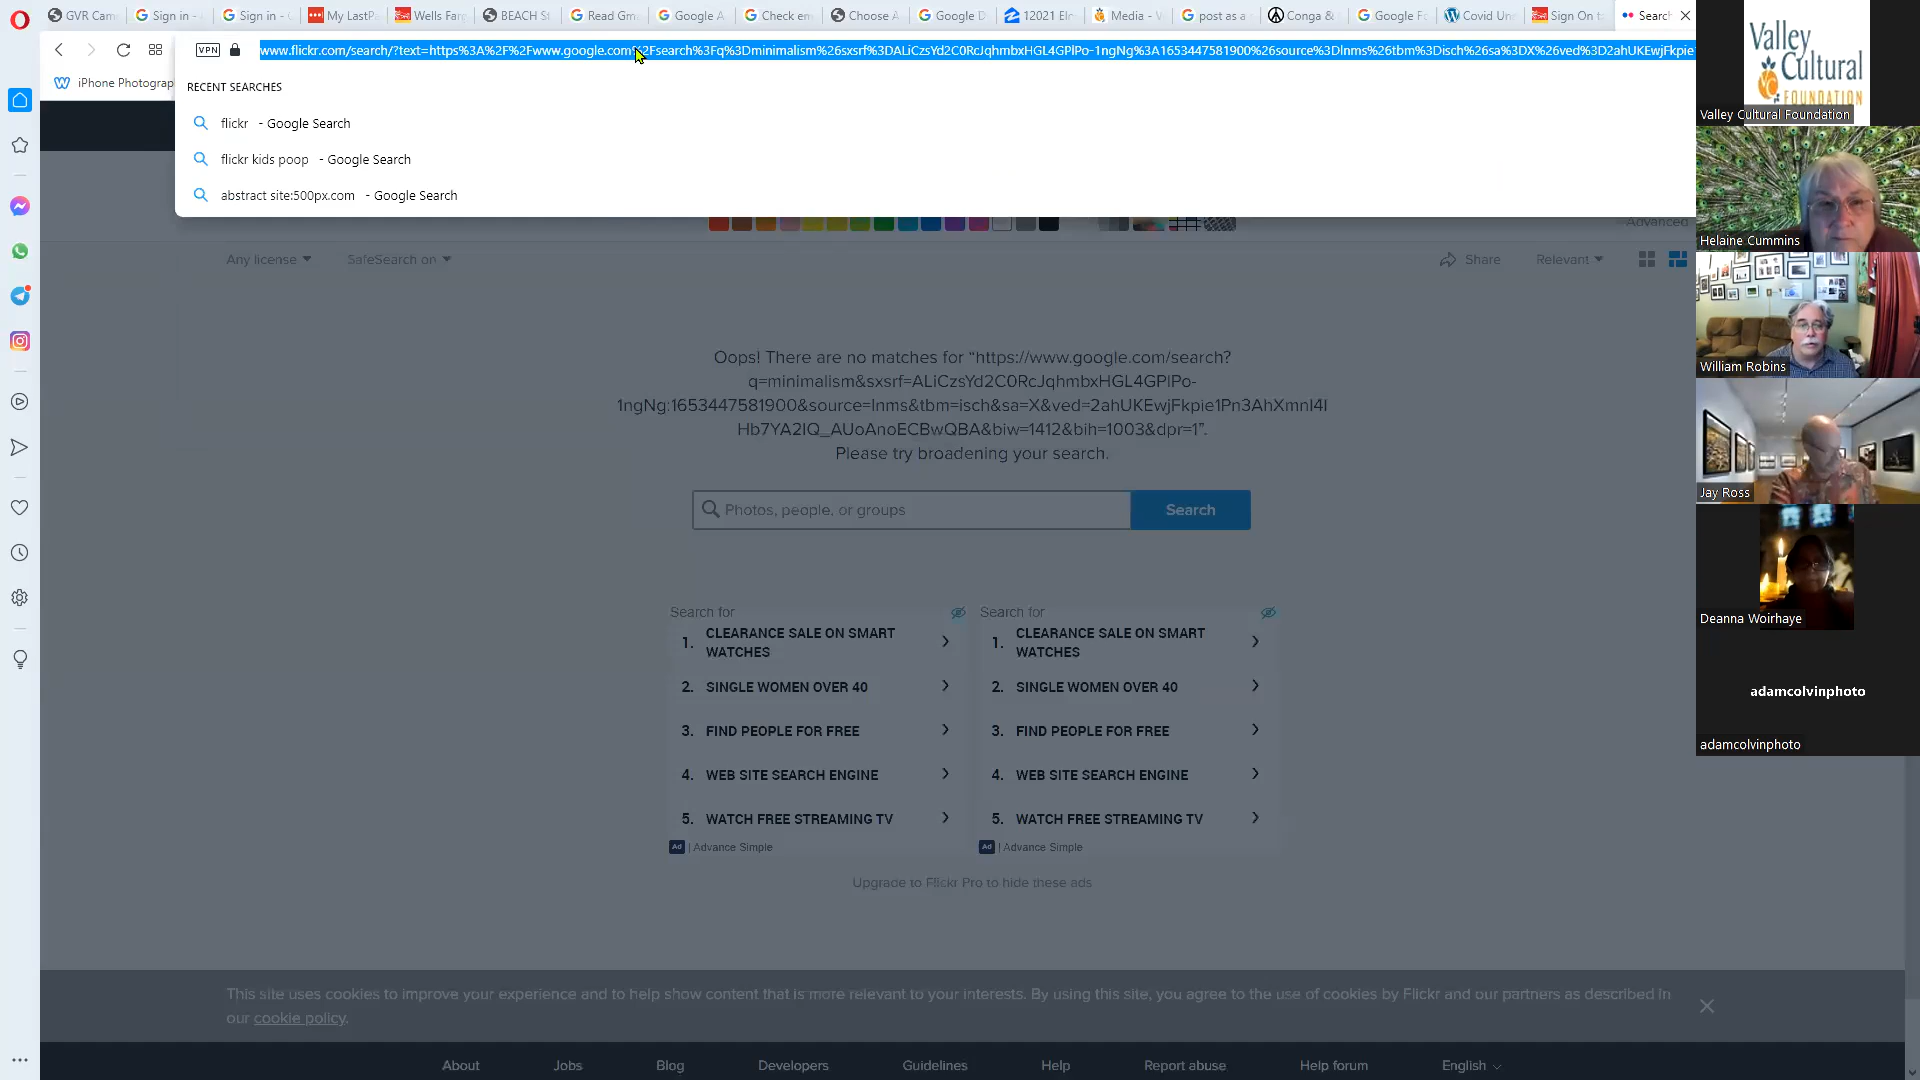 GVR Cam
Sign in -
Sign in -
My LastPa
Wells Farg
BEACH St
Read Gm
Google A
Check em
Choose A
Google D
12021 Elm
Media - V
post as a
Conga &
Google Fo
Covid Un
Sign On t
Search
VPN
www.flickr.com/search/?text=https%3A%2F%2Fwww.google.com%2Fsearch%3Fq%3Dminimalism%26sxsrf%3DALiCzsYd2C0RcJqhmbxHGL4GPlPo-1ngNg%3A1653447581900%26source%3Dlnms%26tbm%3Disch%26sa%3DX%26ved%3D2ahUKEwjFkpie
iPhone Photograp
RECENT SEARCHES
flickr - Google Search
flickr kids poop - Google Search
abstract site:500px.com - Google Search
Advanced
Any license
SafeSearch on
Share
Relevant
Oops! There are no matches for “https://www.google.com/search?
q=minimalism&sxsrf=ALiCzsYd2C0RcJqhmbxHGL4GPlPo-
1ngNg:1653447581900&source=lnms&tbm=isch&sa=X&ved=2ahUKEwjFkpie1Pn3AhXmnI4I
Hb7YA2IQ_AUoAnoECBwQBA&biw=1412&bih=1003&dpr=1”.
Please try broadening your search.
Photos, people, or groups
Search
Search for
1. CLEARANCE SALE ON SMART
WATCHES
2. SINGLE WOMEN OVER 40
3. FIND PEOPLE FOR FREE
4. WEB SITE SEARCH ENGINE
5. WATCH FREE STREAMING TV
Ad | Advance Simple
Search for
1. CLEARANCE SALE ON SMART
WATCHES
2. SINGLE WOMEN OVER 40
3. FIND PEOPLE FOR FREE
4. WEB SITE SEARCH ENGINE
5. WATCH FREE STREAMING TV
Ad | Advance Simple
Upgrade to Flickr Pro to hide these ads
This site uses cookies to improve your experience and to help show content that is more relevant to your interests. By using this site, you agree to the use of cookies by Flickr and our partners as described in
our cookie policy.
About
Jobs
Blog
Developers
Guidelines
Help
Report abuse
Help forum
English
Valley
Cultural
FOUNDATION
Valley Cultural Foundation
Helaine Cummins
William Robins
Jay Ross
Deanna Woirhaye
adamcolvinphoto
adamcolvinphoto